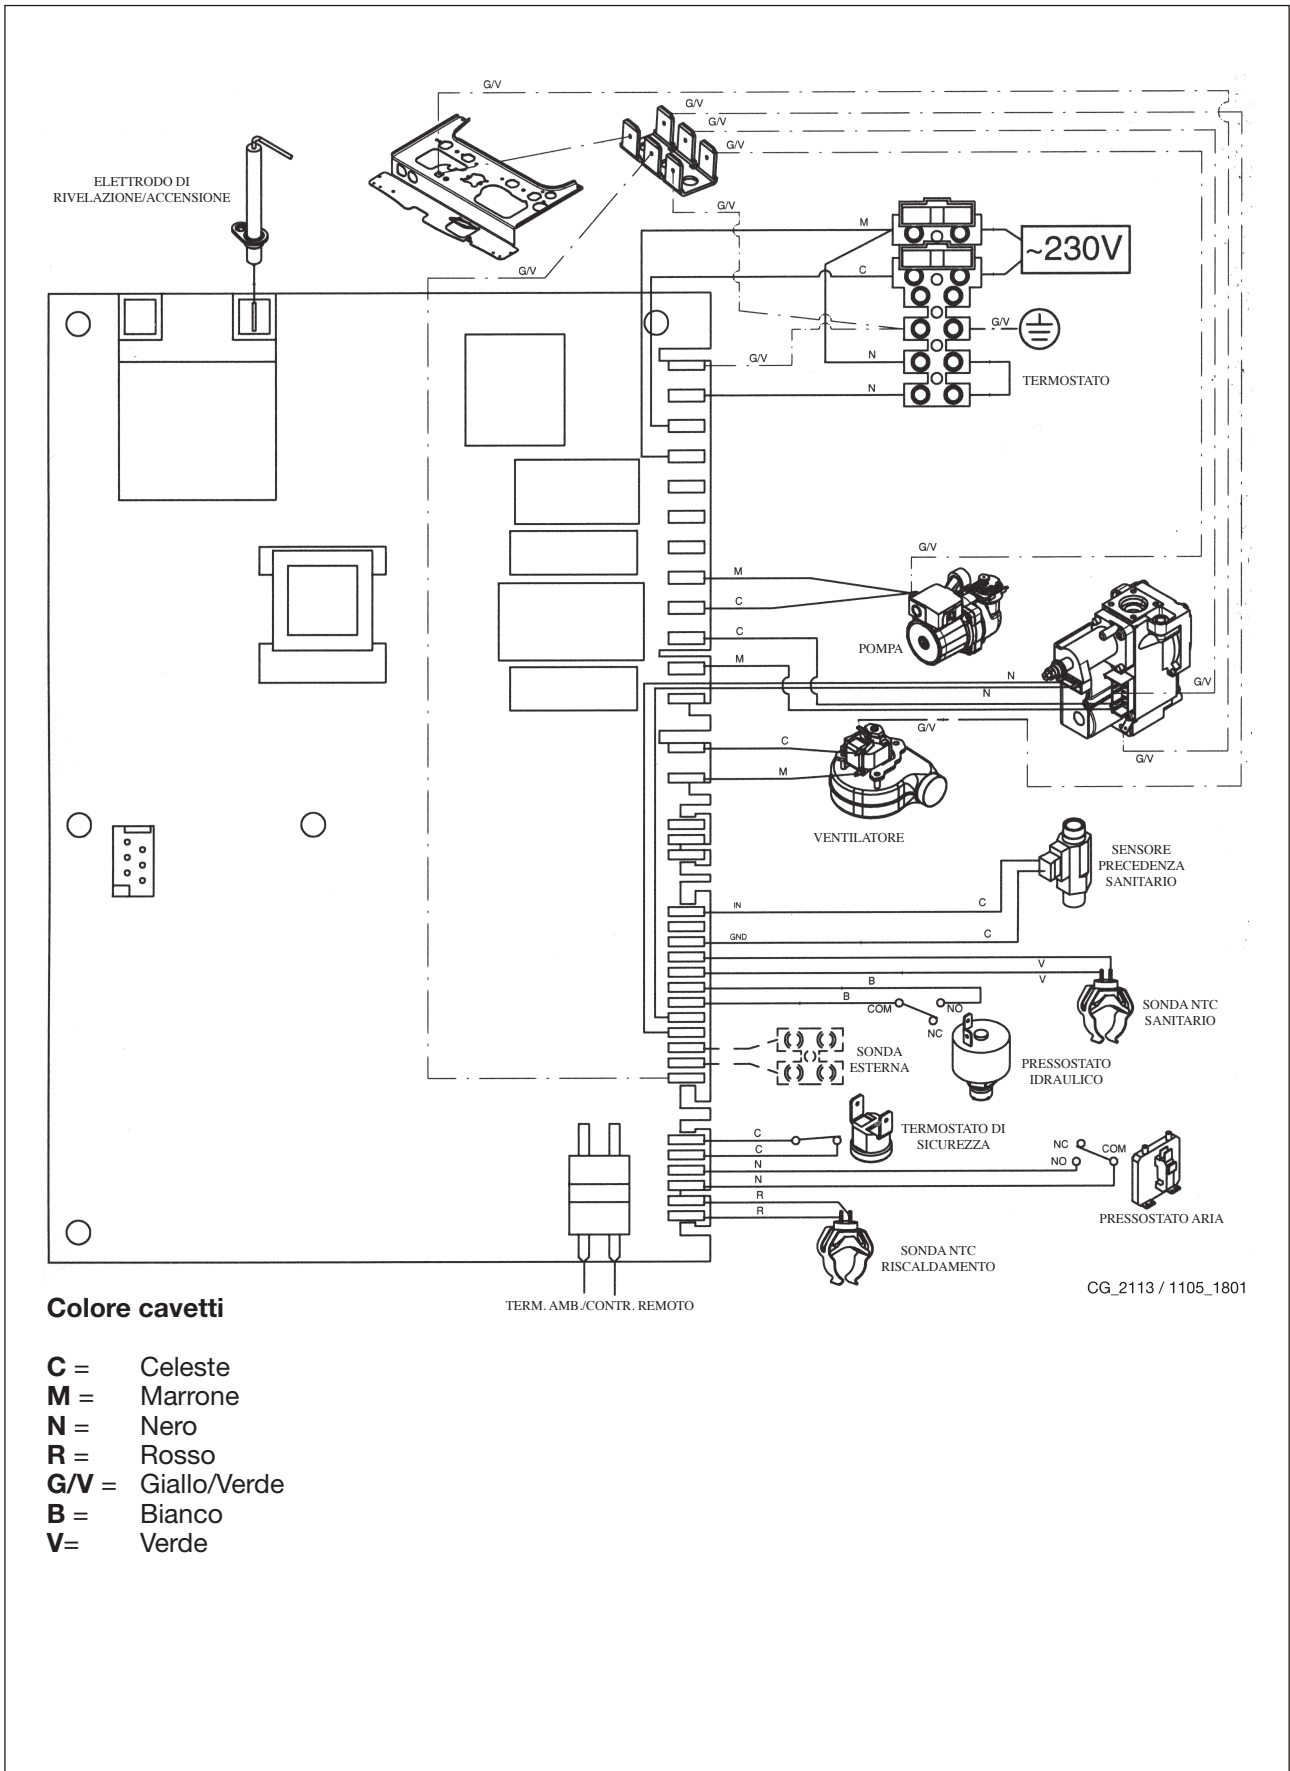 G/V
G/V
G/V
G/V
ELETTRODO DI
RIVELAZIONE/ACCENSIONE
G/V
M
~230V
G/V
C
G/V
G/V
N
TERMOSTATO
N
G/V
M
C
POMPA
C
M
N
G/V
N
G/V
C
G/V
M
VENTILATORE
SENSORE
PRECEDENZA
SANITARIO
IN
C
GND
C
V
V
B
B
COM
NO
NC
SONDA NTC
SANITARIO
SONDA
ESTERNA
PRESSOSTATO
IDRAULICO
C
C
TERMOSTATO DI
SICUREZZA
NC
COM
NO
N
N
R
R
PRESSOSTATO ARIA
SONDA NTC
RISCALDAMENTO
CG_2113 / 1105_1801
TERM. AMB./CONTR. REMOTO
Colore cavetti
C = Celeste
M = Marrone
N = Nero
R = Rosso
G/V = Giallo/Verde
B = Bianco
V= Verde